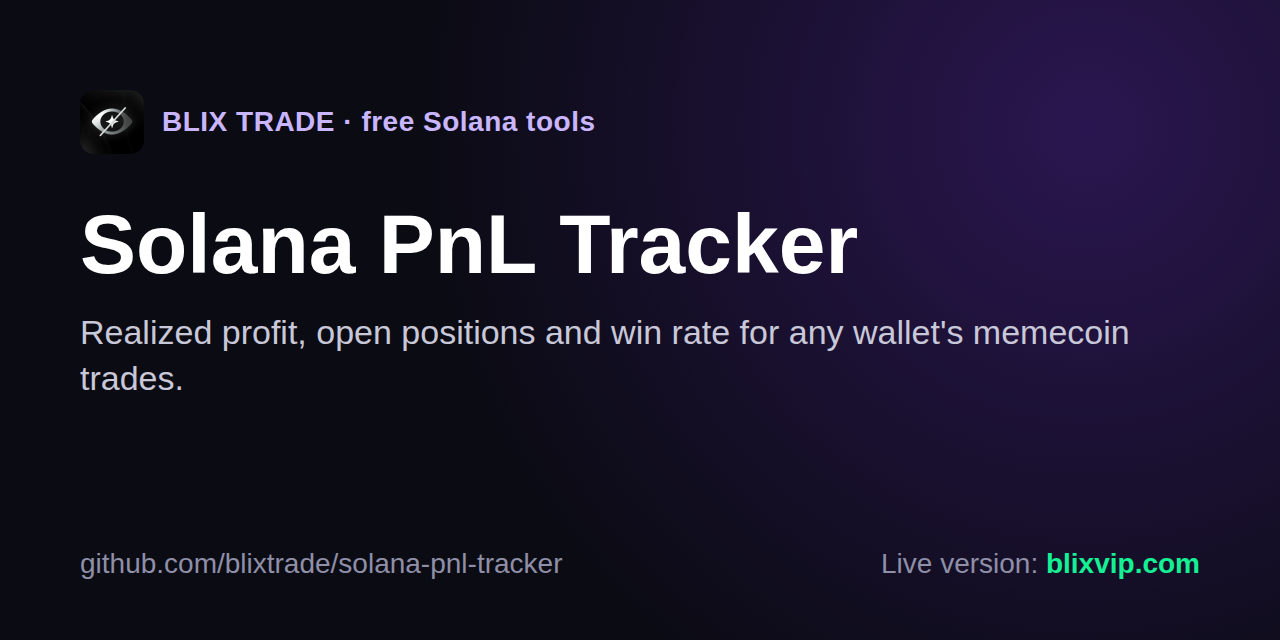 BLIX TRADE · free Solana tools
Solana PnL Tracker
Realized profit, open positions and win rate for any wallet's memecoin
trades.
github.com/blixtrade/solana-pnl-tracker
Live version: blixvip.com